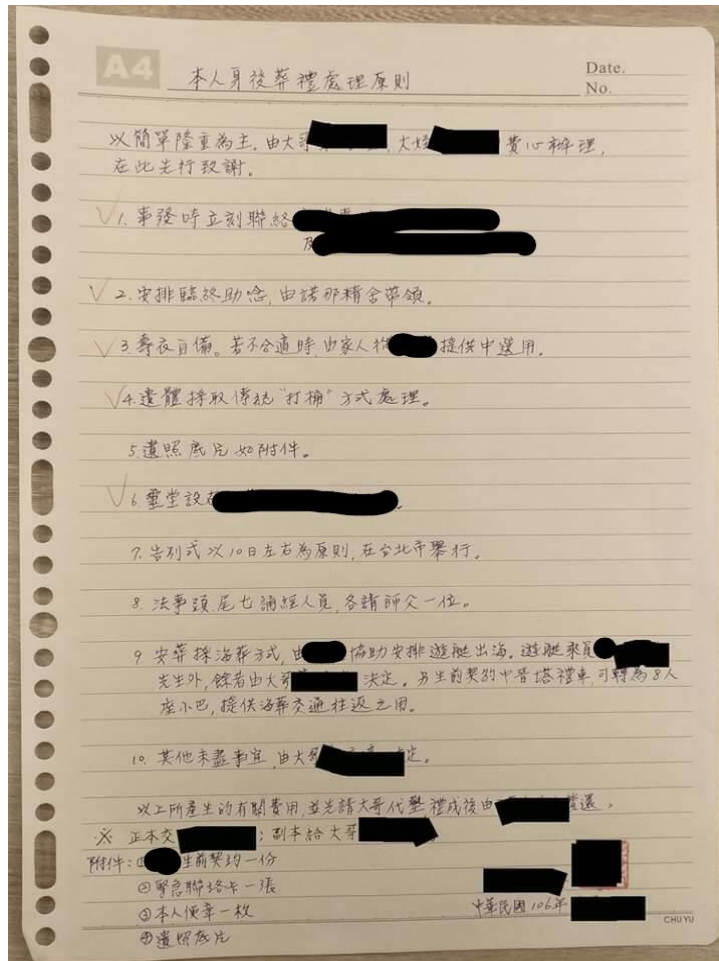 A4
本人身後葬禮處理原則
Date.
No.
以簡單隆重為主。由大哥 大嫂 費心辦理,
在此先行致謝。
1. 事發時立刻聯絡
及
2. 安排臨終助念, 由諾那精舍帶領。
3. 壽衣自備。若不合適時, 由家人從 提供中選用。
4. 遺體採取傳統"打桶"方式處理。
5. 遺照底片如附件。
6. 靈堂設在
7. 告別式以10日左右為原則, 在台北市舉行。
8. 法事頭尾七誦經人員, 各請師父一位。
9. 安葬採海葬方式, 由 協助安排遊艇出海。遊艇乘員
先生外, 餘者由大哥 決定。另生前契約中晉塔禮車, 可轉為8人
座小巴, 提供海葬交通往返之用。
10. 其他未盡事宜, 由大哥 決定。
以上所產生的有關費用, 並先請大哥代墊, 禮成後由 償還。
※ 正本交 ; 副本給大哥
附件: ① 生前契約一份
②緊急聯絡卡一張
③本人便章一枚
④遺照底片
中華民國106年
CHU YU